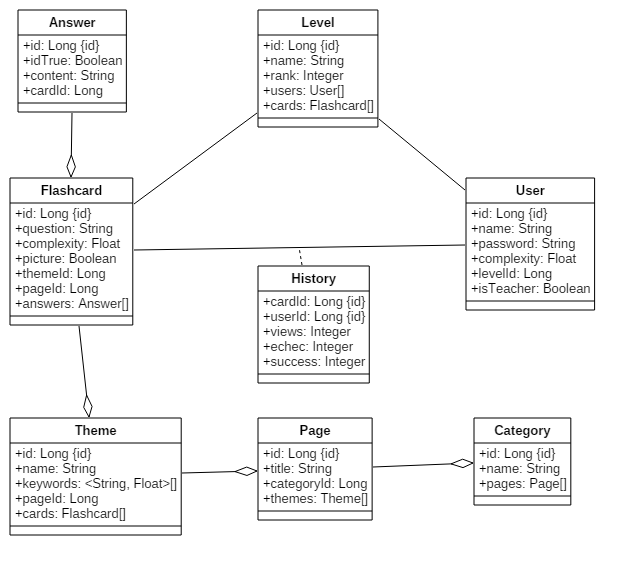 Answer
+id: Long {id}
+idTrue: Boolean
+content: String
+cardId: Long
Level
+id: Long {id}
+name: String
+rank: Integer
+users: User[]
+cards: Flashcard[]
Flashcard
+id: Long {id}
+question: String
+complexity: Float
+picture: Boolean
+themeId: Long
+pageId: Long
+answers: Answer[]
User
+id: Long {id}
+name: String
+password: String
+complexity: Float
+levelId: Long
+isTeacher: Boolean
History
+cardId: Long {id}
+userId: Long {id}
+views: Integer
+echec: Integer
+success: Integer
Theme
+id: Long {id}
+name: String
+keywords: <String, Float>[]
+pageId: Long
+cards: Flashcard[]
Page
+id: Long {id}
+title: String
+categoryId: Long
+themes: Theme[]
Category
+id: Long {id}
+name: String
+pages: Page[]